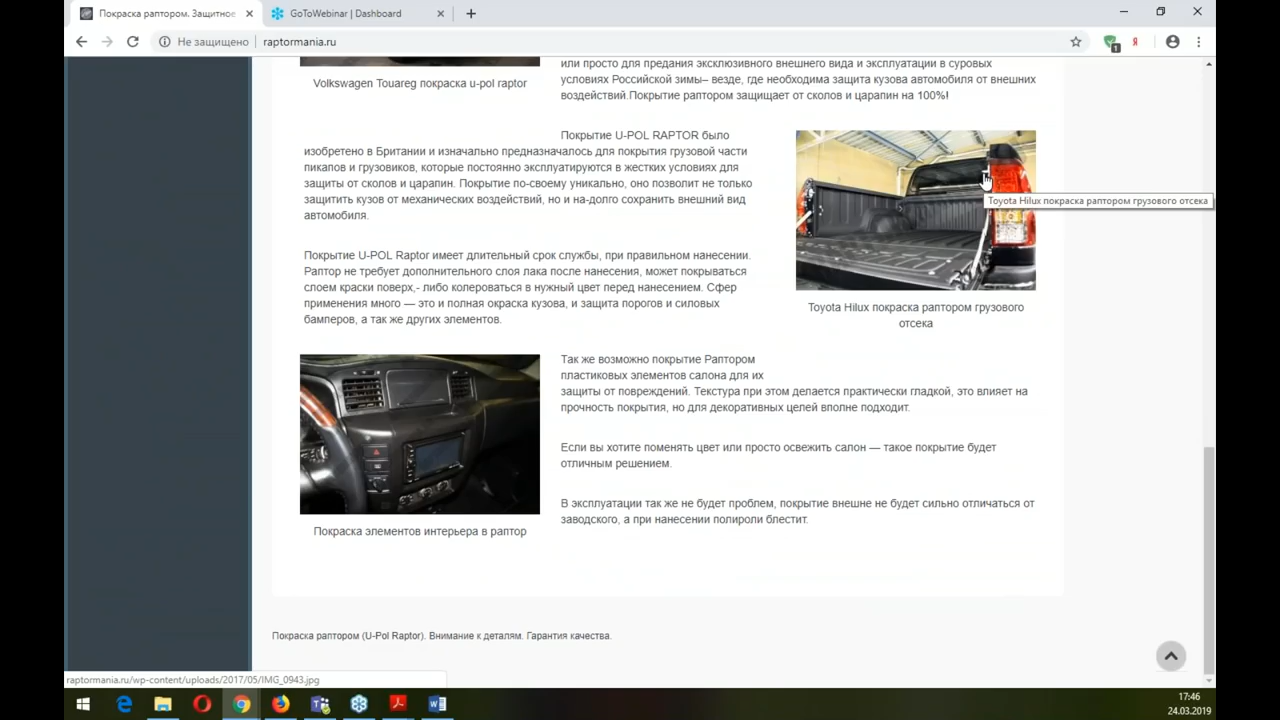 Покраска раптором. Защитное
GoToWebinar | Dashboard
Не защищено
raptormania.ru
1
Я
или просто для предания эксклюзивного внешнего вида и эксплуатации в суровых
условиях Российской зимы– везде, где необходима защита кузова автомобиля от внешних
воздействий.Покрытие раптором защищает от сколов и царапин на 100%!
Volkswagen Touareg покраска u-pol raptor
Покрытие U-POL RAPTOR было
изобретено в Британии и изначально предназначалось для покрытия грузовой части
пикапов и грузовиков, которые постоянно эксплуатируются в жестких условиях для
защиты от сколов и царапин. Покрытие по-своему уникально, оно позволит не только
защитить кузов от механических воздействий, но и на-долго сохранить внешний вид
автомобиля.
Toyota Hilux покраска раптором грузового отсека
Покрытие U-POL Raptor имеет длительный срок службы, при правильном нанесении.
Раптор не требует дополнительного слоя лака после нанесения, может покрываться
слоем краски поверх,- либо колероваться в нужный цвет перед нанесением. Сфер
применения много — это и полная окраска кузова, и защита порогов и силовых
бамперов, а так же других элементов.
Toyota Hilux покраска раптором грузового
отсека
Так же возможно покрытие Раптором
пластиковых элементов салона для их
защиты от повреждений. Текстура при этом делается практически гладкой, это влияет на
прочность покрытия, но для декоративных целей вполне подходит.
Если вы хотите поменять цвет или просто освежить салон — такое покрытие будет
отличным решением.
В эксплуатации так же не будет проблем, покрытие внешне не будет сильно отличаться от
заводского, а при нанесении полироли блестит.
Покраска элементов интерьера в раптор
Покраска раптором (U-Pol Raptor). Внимание к деталям. Гарантия качества.
raptormania.ru/wp-content/uploads/2017/05/IMG_0943.jpg
17:46
24.03.2019